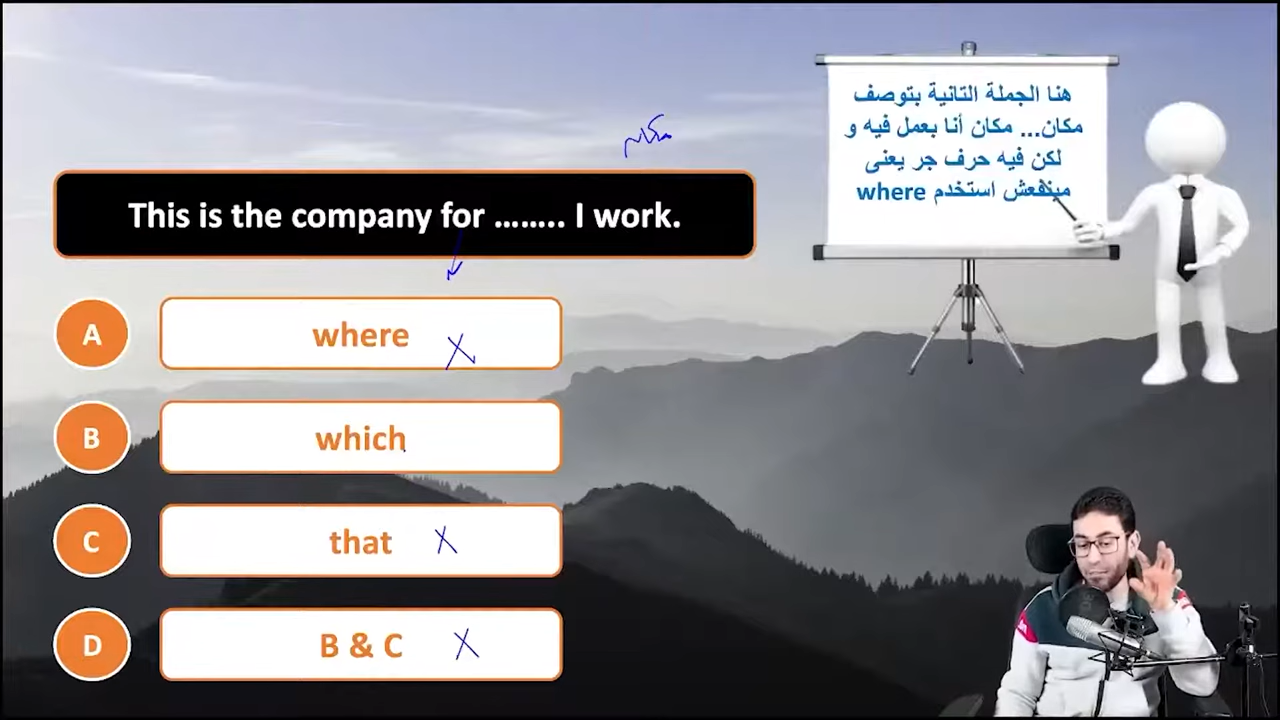 هنا الجملة التانية بتوصف
مكان... مكان أنا بعمل فيه و
لكن فيه حرف جر يعنى
مينفعش استخدم where
مكان
This is the company for …….. I work.
A
where
B
which
C
that
D
B & C